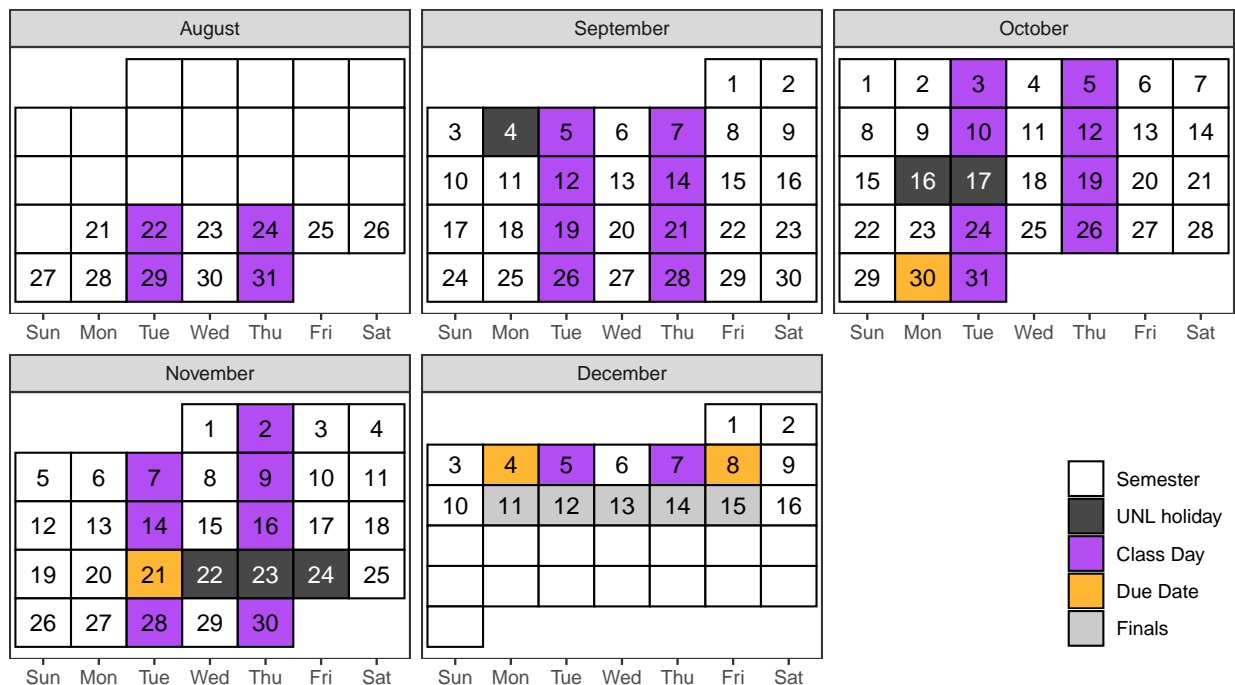 August
21 22 23 24 25 26
27 28 29 30 31
Sun Mon Tue Wed Thu Fri Sat
September
1 2
3 4 5 6 7 8 9
10 11 12 13 14 15 16
17 18 19 20 21 22 23
24 25 26 27 28 29 30
Sun Mon Tue Wed Thu Fri Sat
October
1 2 3 4 5 6 7
8 9 10 11 12 13 14
15 16 17 18 19 20 21
22 23 24 25 26 27 28
29 30 31
Sun Mon Tue Wed Thu Fri Sat
November
1 2 3 4
5 6 7 8 9 10 11
12 13 14 15 16 17 18
19 20 21 22 23 24 25
26 27 28 29 30
Sun Mon Tue Wed Thu Fri Sat
December
1 2
3 4 5 6 7 8 9
10 11 12 13 14 15 16
Sun Mon Tue Wed Thu Fri Sat
Semester
UNL holiday
Class Day
Due Date
Finals